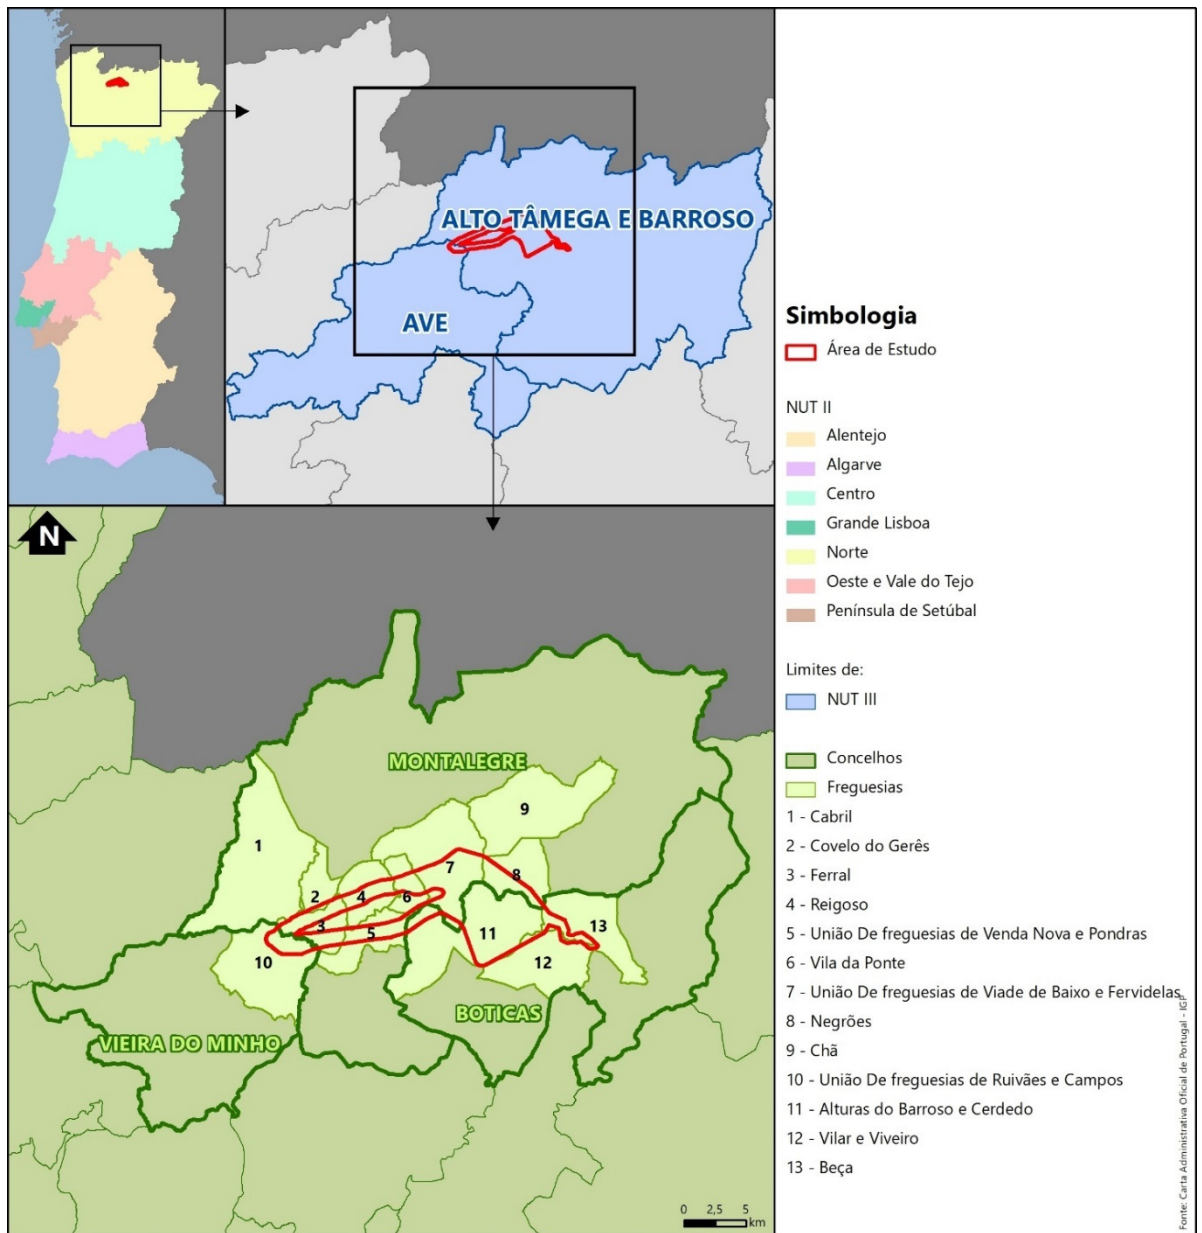 ALTO TÂMEGA E BARROSO
AVE
N
MONTALEGRE
9
1
7
8
2
4
6
3
5
13
11
10
12
BOTICAS
VIEIRA DO MINHO
0 2,5 5
km
Simbologia
Área de Estudo
NUT II
Alentejo
Algarve
Centro
Grande Lisboa
Norte
Oeste e Vale do Tejo
Península de Setúbal
Limites de:
NUT III
Concelhos
Freguesias
1 - Cabril
2 - Covelo do Gerês
3 - Ferral
4 - Reigoso
5 - União De freguesias de Venda Nova e Pondras
6 - Vila da Ponte
7 - União De freguesias de Viade de Baixo e Fervidelas
8 - Negrões
9 - Chã
10 - União De freguesias de Ruivães e Campos
11 - Alturas do Barroso e Cerdedo
12 - Vilar e Viveiro
13 - Beça
Fonte: Carta Administrativa Oficial de Portugal - IGP